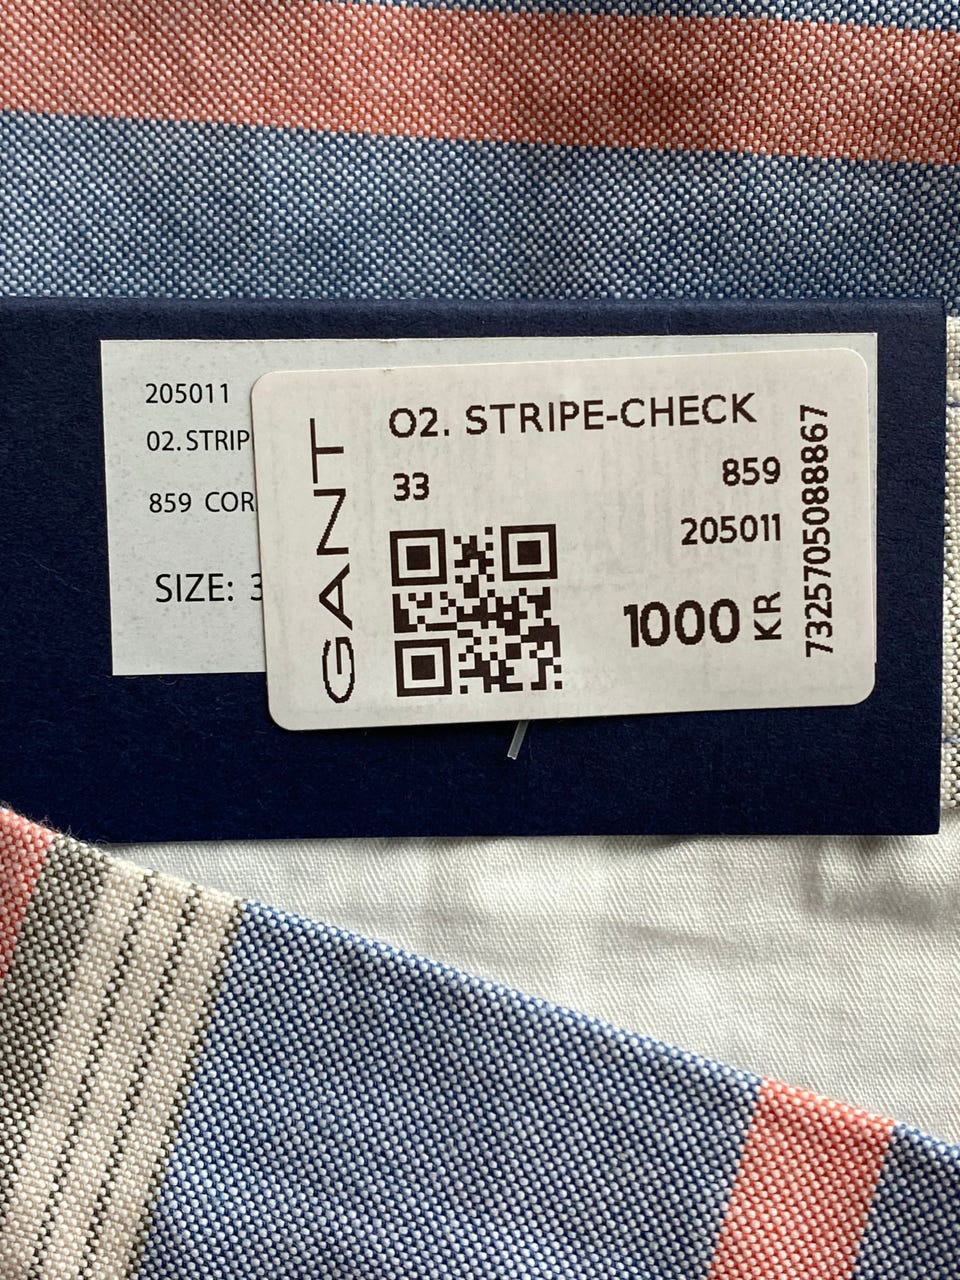 205011
02. STRIP
859 COR
SIZE: 3
GANT
O2. STRIPE-CHECK
33
859
205011
1000 KR
7325705088867